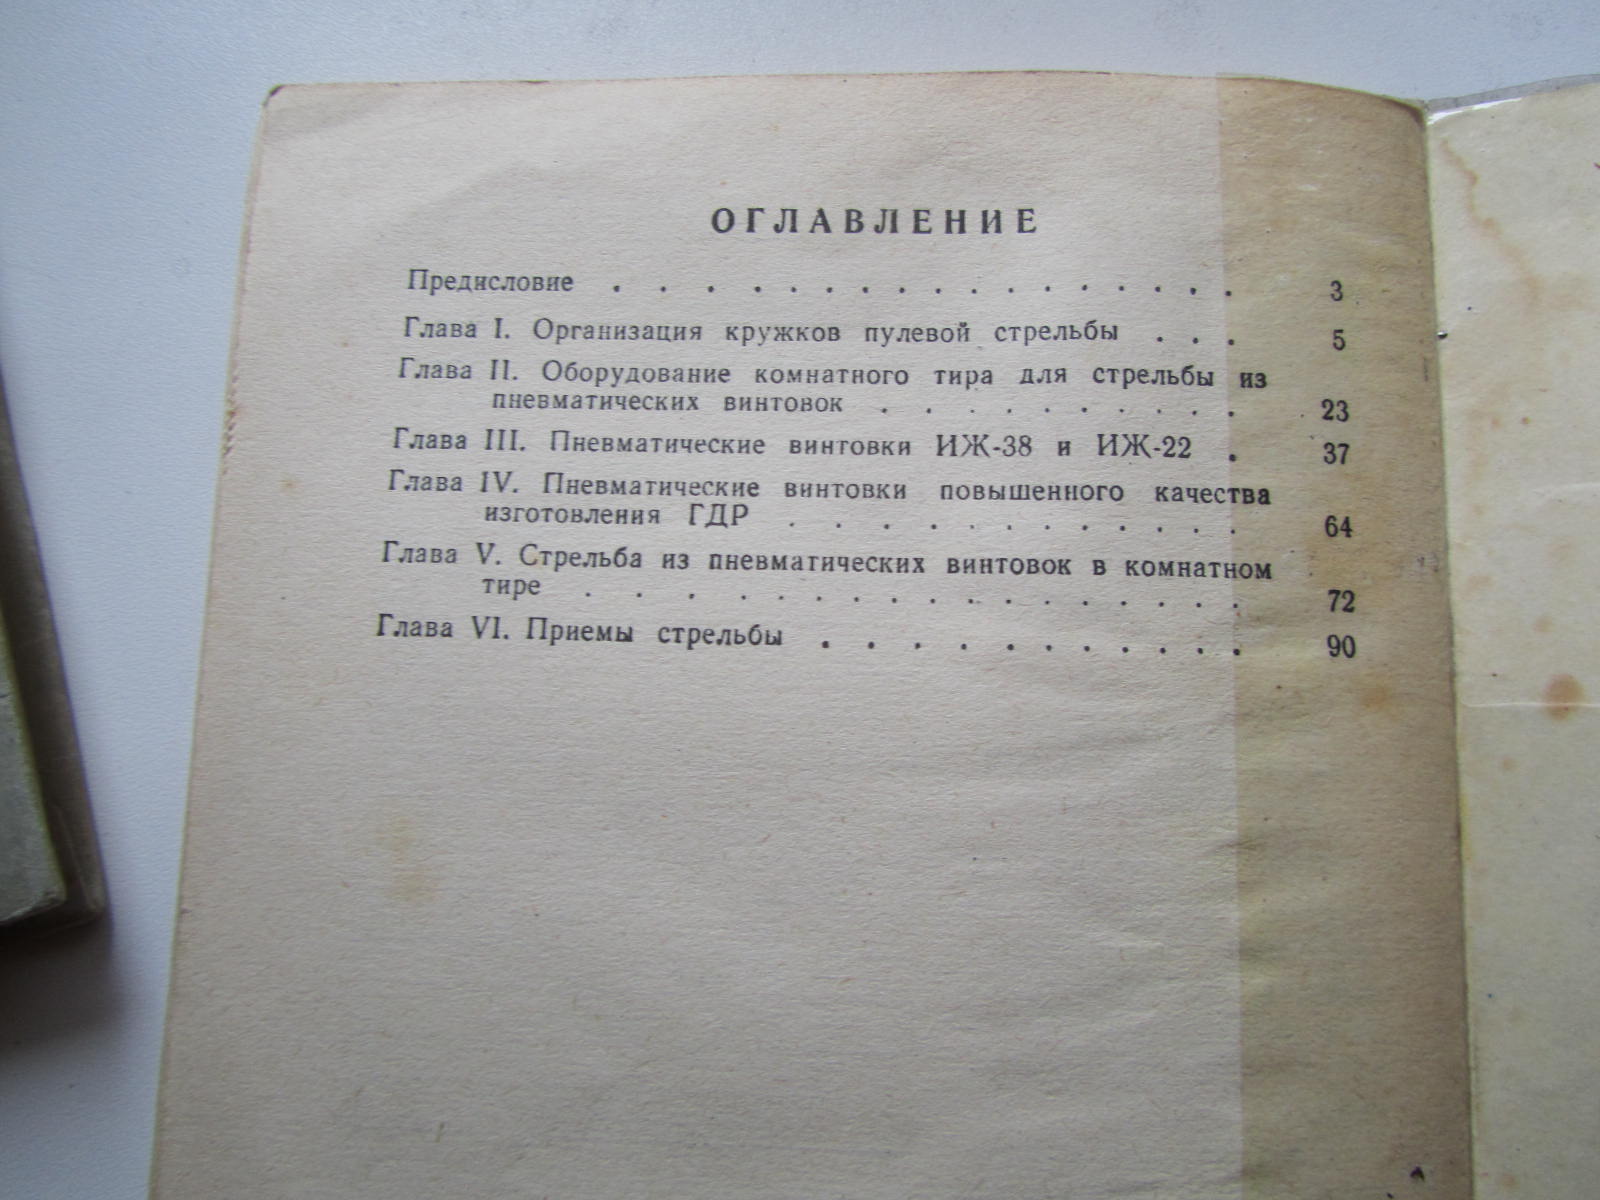 ОГЛАВЛЕНИЕ
Предисловие . . . . . . . . . . . . . . . . 3
Глава I. Организация кружков пулевой стрельбы . . . 5
Глава II. Оборудование комнатного тира для стрельбы из
пневматических винтовок . . . . . . . . . 23
Глава III. Пневматические винтовки ИЖ-38 и ИЖ-22 . 37
Глава IV. Пневматические винтовки повышенного качества
изготовления ГДР . . . . . . . . . . . 64
Глава V. Стрельба из пневматических винтовок в комнатном
тире . . . . . . . . . . . . . . . 72
Глава VI. Приемы стрельбы . . . . . . . . . . 90